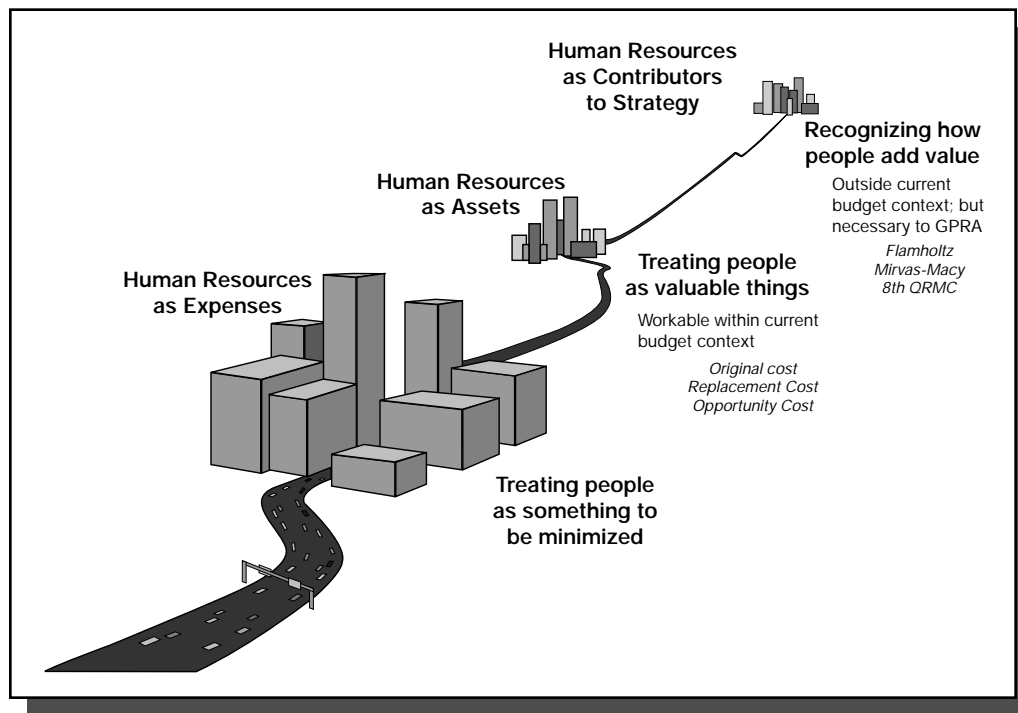 Human Resources
as Contributors
to Strategy
Recognizing how
people add value
Outside current
budget context; but
necessary to GPRA
Flamholtz
Mirvas-Macy
8th QRMC
Human Resources
as Assets
Treating people
as valuable things
Workable within current
budget context
Original cost
Replacement Cost
Opportunity Cost
Human Resources
as Expenses
Treating people
as something to
be minimized